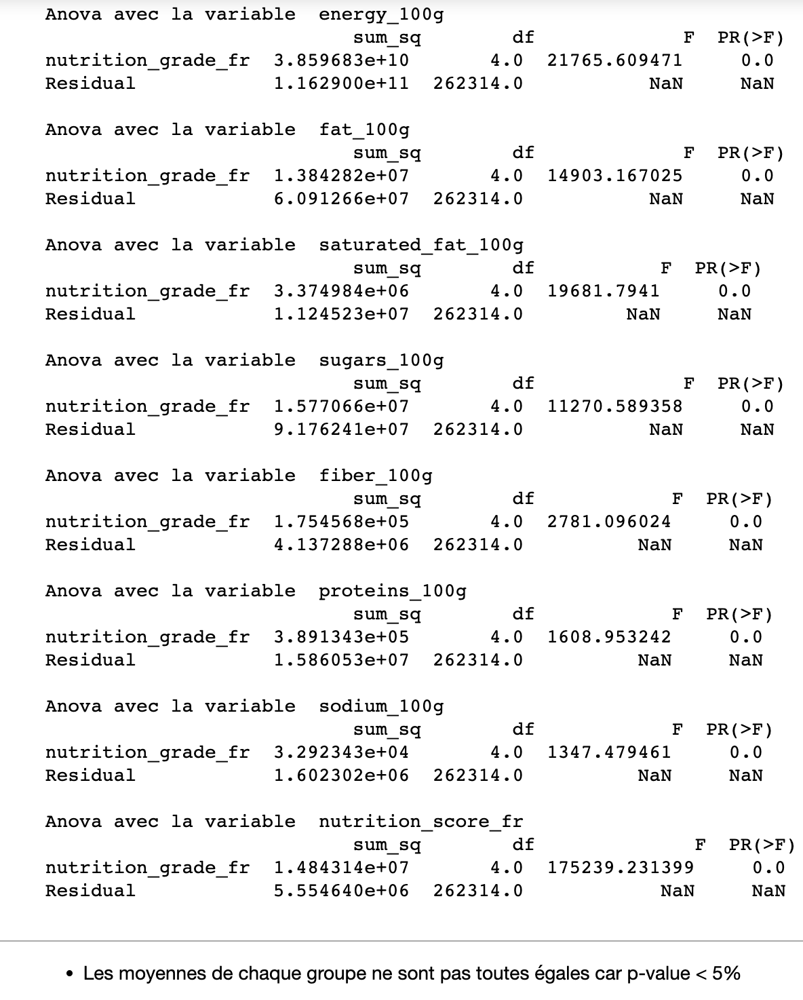 Anova avec la variable  energy_100g
sum_sq df F PR(>F)
nutrition_grade_fr 3.859683e+10 4.0 21765.609471 0.0
Residual 1.162900e+11 262314.0 NaN NaN
Anova avec la variable  fat_100g
sum_sq df F PR(>F)
nutrition_grade_fr 1.384282e+07 4.0 14903.167025 0.0
Residual 6.091266e+07 262314.0 NaN NaN
Anova avec la variable  saturated_fat_100g
sum_sq df F PR(>F)
nutrition_grade_fr 3.374984e+06 4.0 19681.7941 0.0
Residual 1.124523e+07 262314.0 NaN NaN
Anova avec la variable  sugars_100g
sum_sq df F PR(>F)
nutrition_grade_fr 1.577066e+07 4.0 11270.589358 0.0
Residual 9.176241e+07 262314.0 NaN NaN
Anova avec la variable  fiber_100g
sum_sq df F PR(>F)
nutrition_grade_fr 1.754568e+05 4.0 2781.096024 0.0
Residual 4.137288e+06 262314.0 NaN NaN
Anova avec la variable  proteins_100g
sum_sq df F PR(>F)
nutrition_grade_fr 3.891343e+05 4.0 1608.953242 0.0
Residual 1.586053e+07 262314.0 NaN NaN
Anova avec la variable  sodium_100g
sum_sq df F PR(>F)
nutrition_grade_fr 3.292343e+04 4.0 1347.479461 0.0
Residual 1.602302e+06 262314.0 NaN NaN
Anova avec la variable  nutrition_score_fr
sum_sq df F PR(>F)
nutrition_grade_fr 1.484314e+07 4.0 175239.231399 0.0
Residual 5.554640e+06 262314.0 NaN NaN
• Les moyennes de chaque groupe ne sont pas toutes égales car p-value < 5%